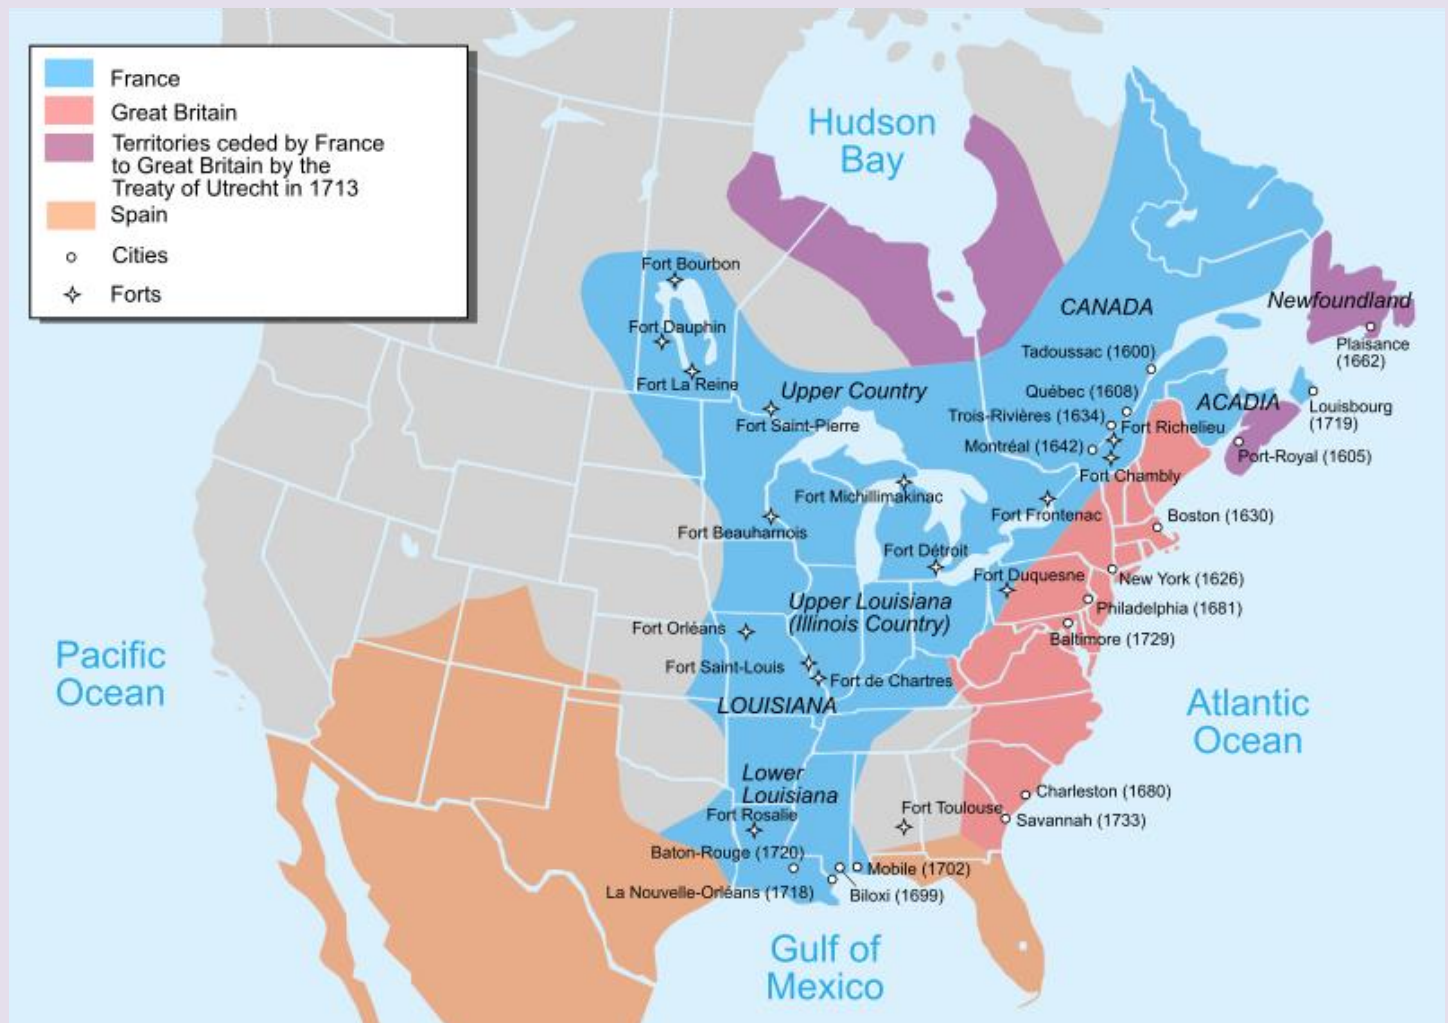 France
Great Britain
Territories ceded by France
to Great Britain by the
Treaty of Utrecht in 1713
Spain
Cities
Forts
Hudson
Bay
Fort Bourbon
Fort Dauphin
Fort La Reine
CANADA
Newfoundland
Plaisance
(1662)
Tadoussac (1600)
Upper Country
Québec (1608)
ACADIA
Louisbourg
(1719)
Trois-Rivières (1634)
Fort Richelieu
Fort Saint-Pierre
Montréal (1642)
Port-Royal (1605)
Fort Chambly
Fort Michillimakinac
Fort Frontenac
Boston (1630)
Fort Beauharnois
Fort Détroit
Fort Duquesne
New York (1626)
Upper Louisiana
(Illinois Country)
Philadelphia (1681)
Fort Orléans
Baltimore (1729)
Pacific
Ocean
Fort Saint-Louis
Fort de Chartres
LOUISIANA
Atlantic
Ocean
Lower
Louisiana
Charleston (1680)
Fort Rosalie
Fort Toulouse
Savannah (1733)
Baton-Rouge (1720)
Mobile (1702)
La Nouvelle-Orléans (1718)
Biloxi (1699)
Gulf of
Mexico